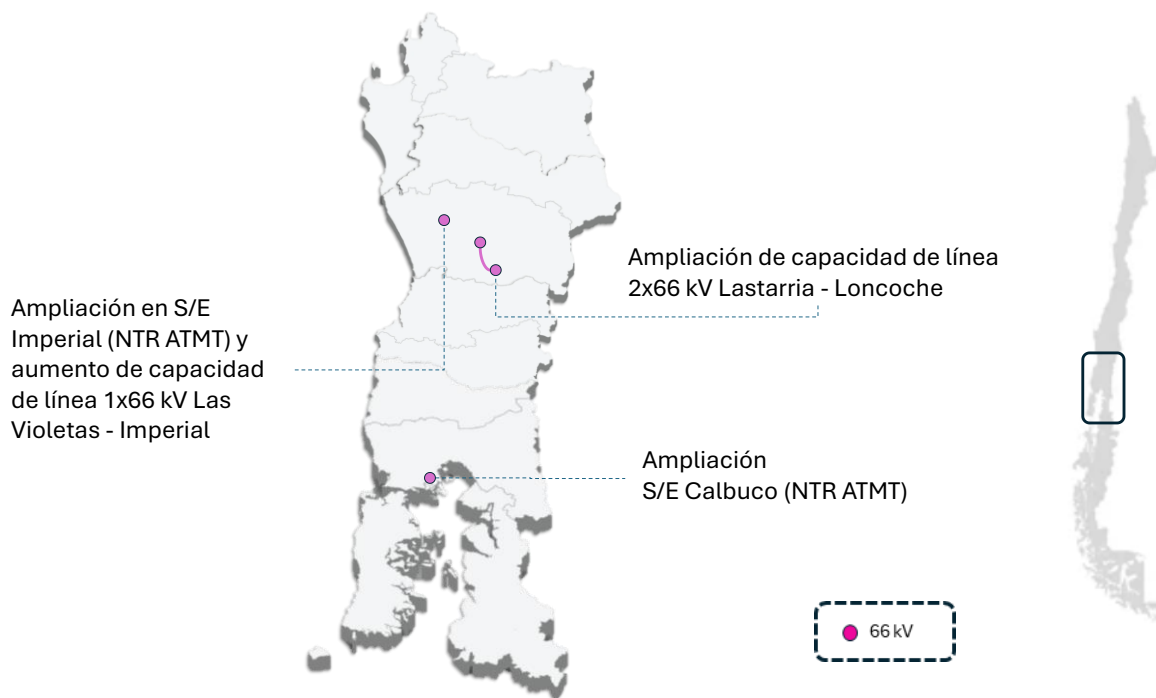 Ampliación de capacidad de línea
2x66 kV Lastarria - Loncoche
Ampliación en S/E
Imperial (NTR ATMT) y
aumento de capacidad
de línea 1x66 kV Las
Violetas - Imperial
Ampliación
S/E Calbuco (NTR ATMT)
66 kV